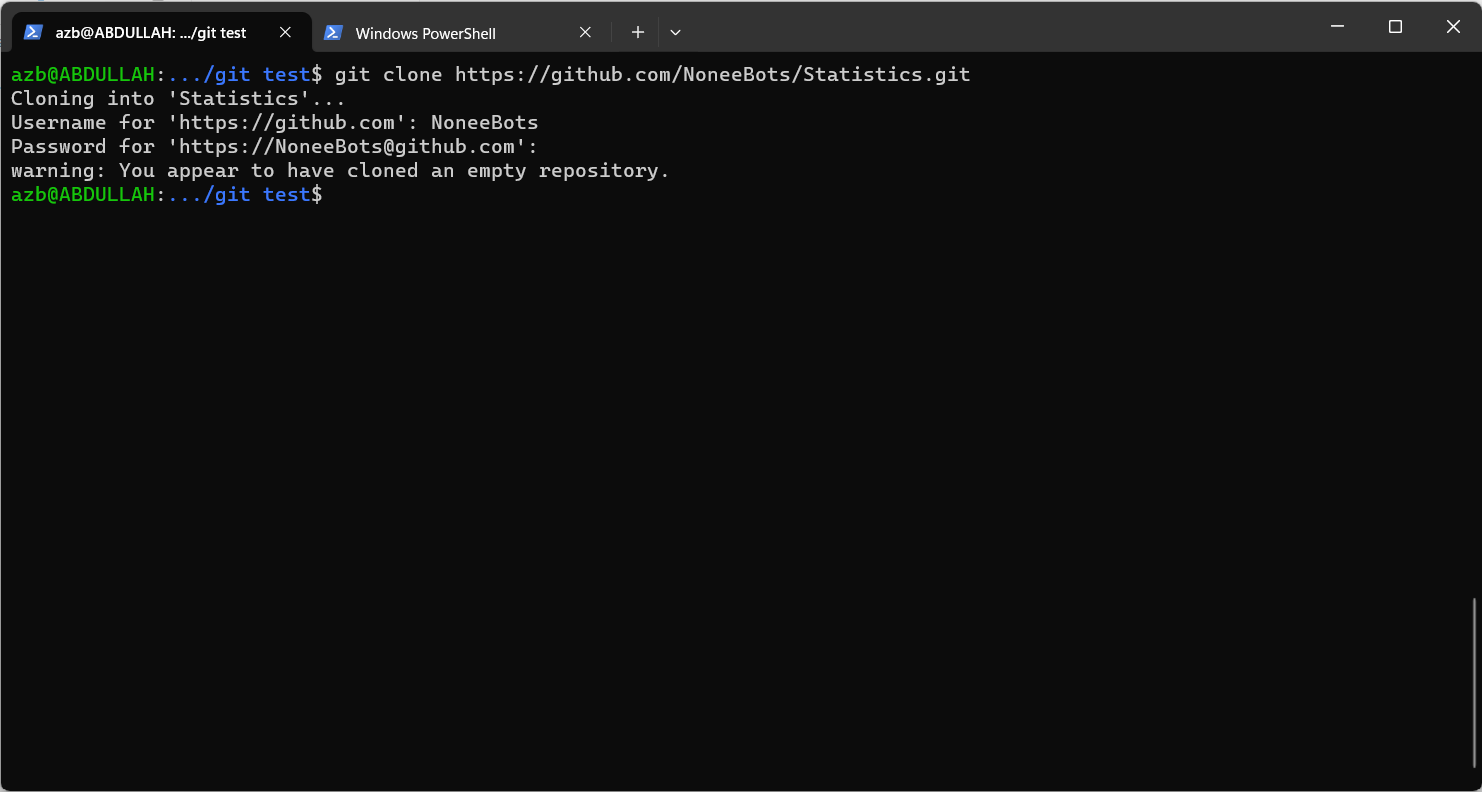 azb@ABDULLAH: .../git test
Windows PowerShell
azb@ABDULLAH:.../git test$ git clone https://github.com/NoneeBots/Statistics.git
Cloning into 'Statistics'...
Username for 'https://github.com': NoneeBots
Password for 'https://NoneeBots@github.com':
warning: You appear to have cloned an empty repository.
azb@ABDULLAH:.../git test$